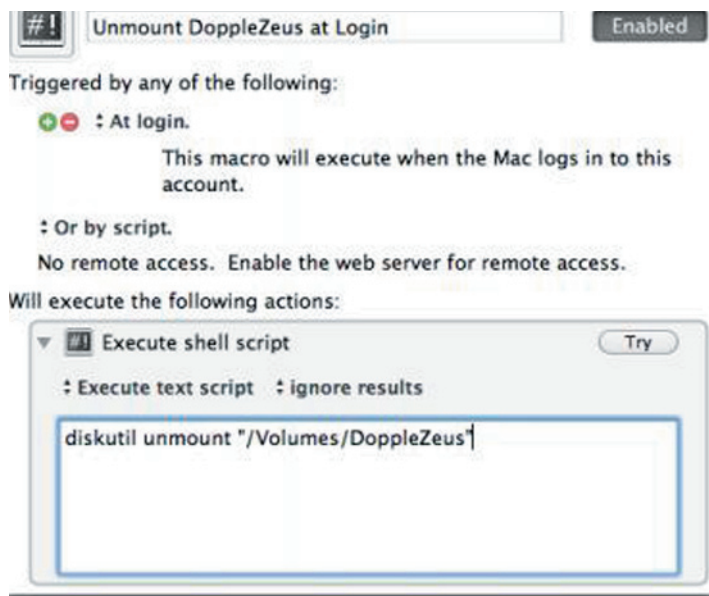 #!
Unmount DoppleZeus at Login
Enabled
Triggered by any of the following:
At login.
This macro will execute when the Mac logs in to this
account.
Or by script.
No remote access. Enable the web server for remote access.
Will execute the following actions:
#! Execute shell script
Try
Execute text script ignore results
diskutil unmount "/Volumes/DoppleZeus"